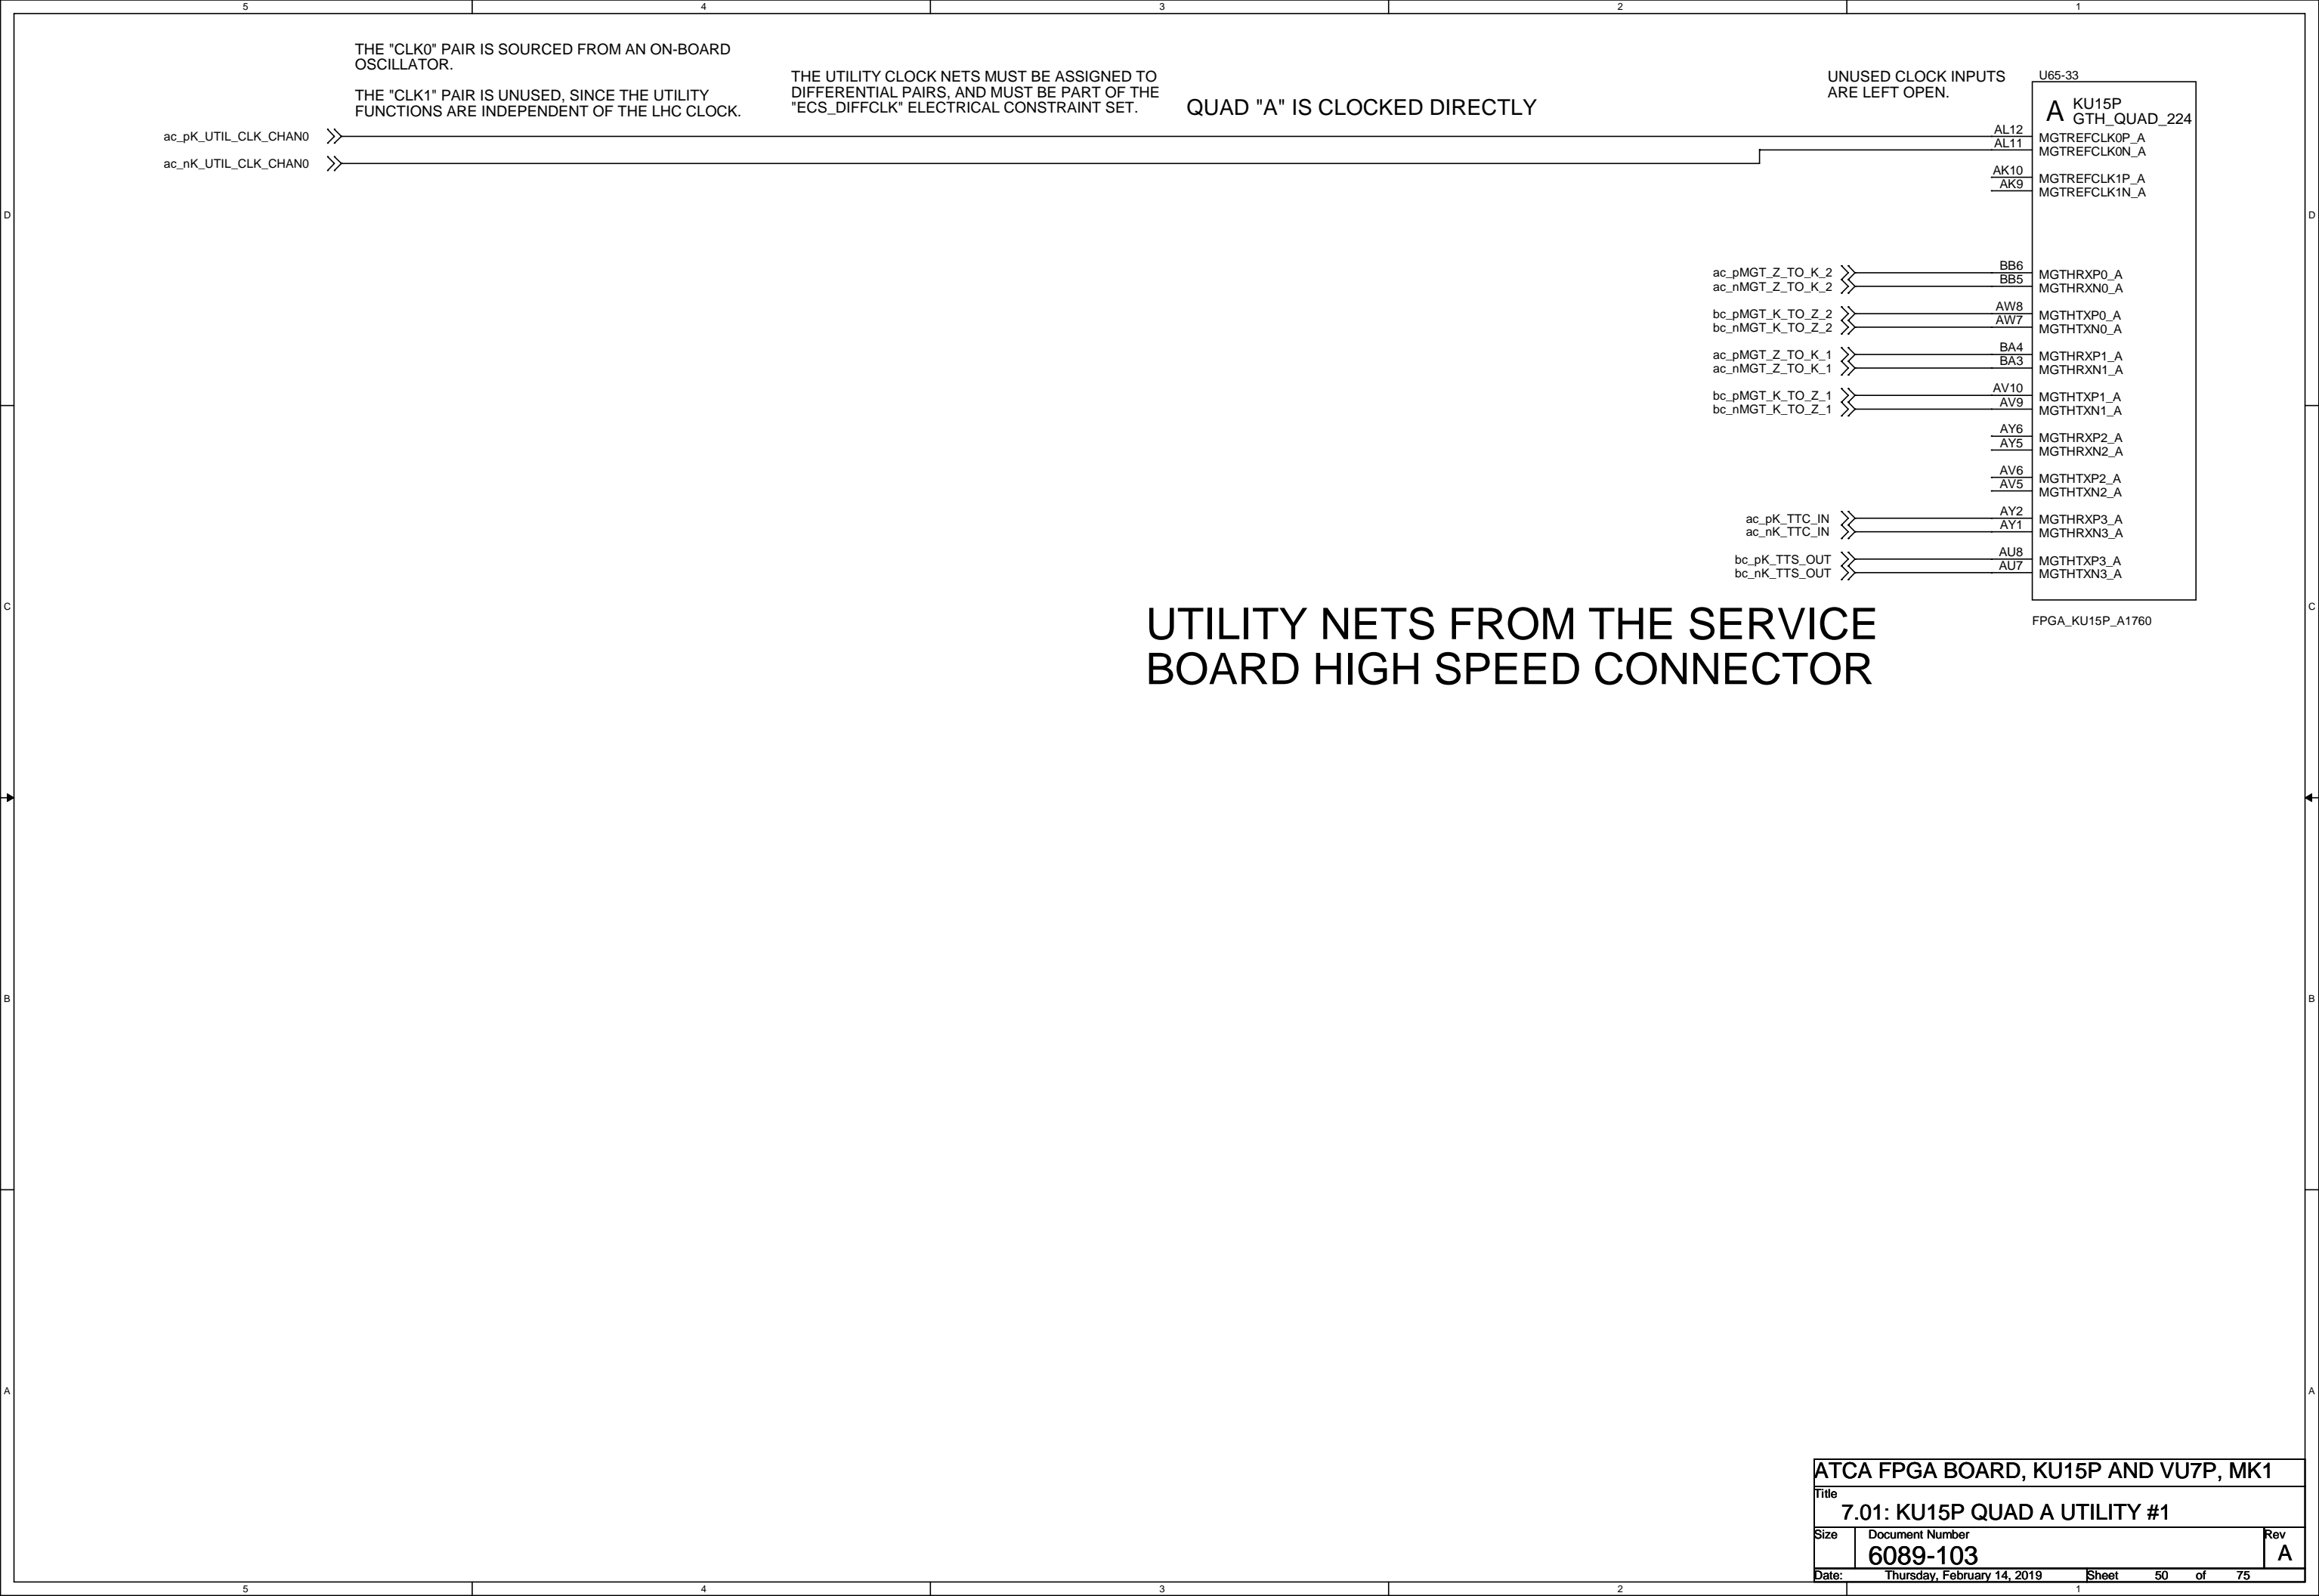 5 4 3 2 1
THE "CLK0" PAIR IS SOURCED FROM AN ON-BOARD
OSCILLATOR.
THE "CLK1" PAIR IS UNUSED, SINCE THE UTILITY
FUNCTIONS ARE INDEPENDENT OF THE LHC CLOCK.
THE UTILITY CLOCK NETS MUST BE ASSIGNED TO
DIFFERENTIAL PAIRS, AND MUST BE PART OF THE
"ECS_DIFFCLK" ELECTRICAL CONSTRAINT SET.
QUAD "A" IS CLOCKED DIRECTLY
UNUSED CLOCK INPUTS
ARE LEFT OPEN.
U65-33
A KU15P
GTH_QUAD_224
ac_pK_UTIL_CLK_CHAN0 AL12 MGTREFCLK0P_A
ac_nK_UTIL_CLK_CHAN0 AL11 MGTREFCLK0N_A
AK10 MGTREFCLK1P_A
AK9 MGTREFCLK1N_A
D D
ac_pMGT_Z_TO_K_2 BB6 MGTHRXP0_A
ac_nMGT_Z_TO_K_2 BB5 MGTHRXN0_A
bc_pMGT_K_TO_Z_2 AW8 MGTHTXP0_A
bc_nMGT_K_TO_Z_2 AW7 MGTHTXN0_A
ac_pMGT_Z_TO_K_1 BA4 MGTHRXP1_A
ac_nMGT_Z_TO_K_1 BA3 MGTHRXN1_A
bc_pMGT_K_TO_Z_1 AV10 MGTHTXP1_A
bc_nMGT_K_TO_Z_1 AV9 MGTHTXN1_A
AY6 MGTHRXP2_A
AY5 MGTHRXN2_A
AV6 MGTHTXP2_A
AV5 MGTHTXN2_A
ac_pK_TTC_IN AY2 MGTHRXP3_A
ac_nK_TTC_IN AY1 MGTHRXN3_A
bc_pK_TTS_OUT AU8 MGTHTXP3_A
bc_nK_TTS_OUT AU7 MGTHTXN3_A
C C
FPGA_KU15P_A1760
UTILITY NETS FROM THE SERVICE
BOARD HIGH SPEED CONNECTOR
B B
A A
ATCA FPGA BOARD, KU15P AND VU7P, MK1
Title
7.01: KU15P QUAD A UTILITY #1
Size Document Number Rev
6089-103 A
Date: Thursday, February 14, 2019 Sheet 50 of 75
5 4 3 2 1